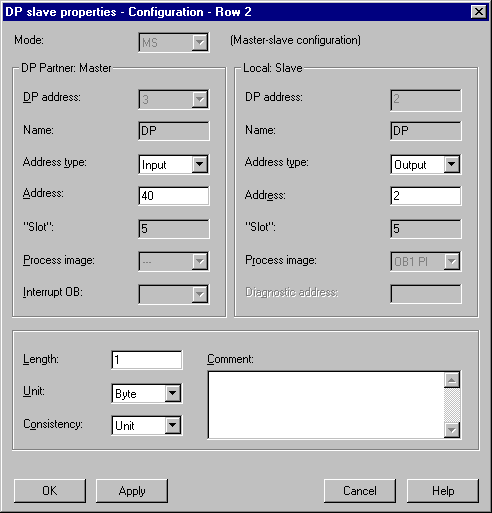 DP slave properties - Configuration - Row 2
Mode: MS (Master-slave configuration)
DP Partner: Master
DP address: 3
Name: DP
Address type: Input
Address: 40
"Slot": 5
Process image: ---
Interrupt OB:
Local: Slave
DP address: 2
Name: DP
Address type: Output
Address: 2
"Slot": 5
Process image: OB1 PI
Diagnostic address:
Length: 1
Unit: Byte
Consistency: Unit
Comment:
OK Apply Cancel Help